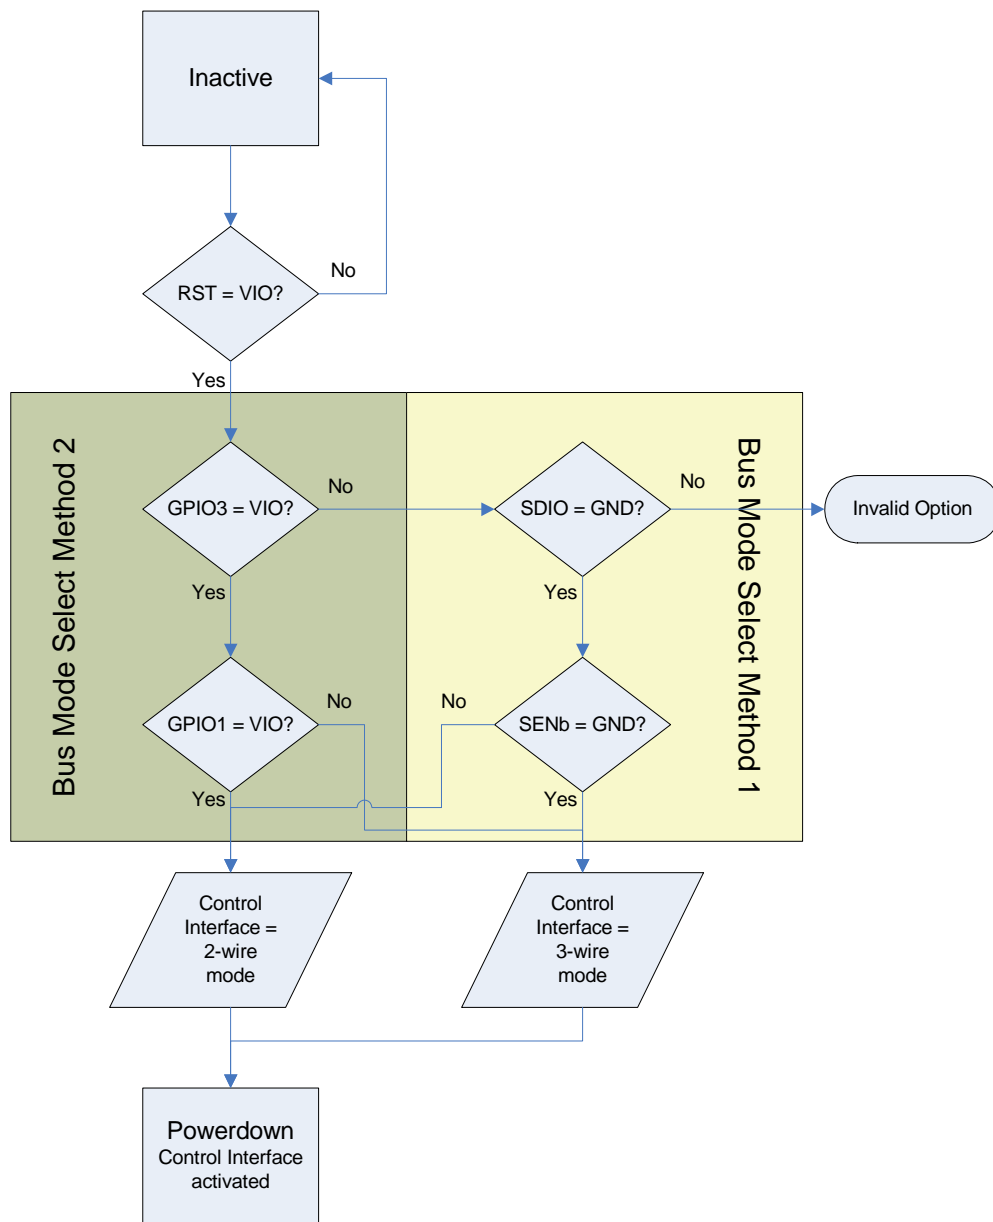 Inactive
RST = VIO?
No
Yes
Bus Mode Select Method 2
GPIO3 = VIO?
No
SDIO = GND?
No
Bus Mode Select Method 1
Invalid Option
Yes
Yes
GPIO1 = VIO?
No
No
SENb = GND?
Yes
Yes
Control
Interface =
2-wire
mode
Control
Interface =
3-wire
mode
Powerdown
Control Interface
activated